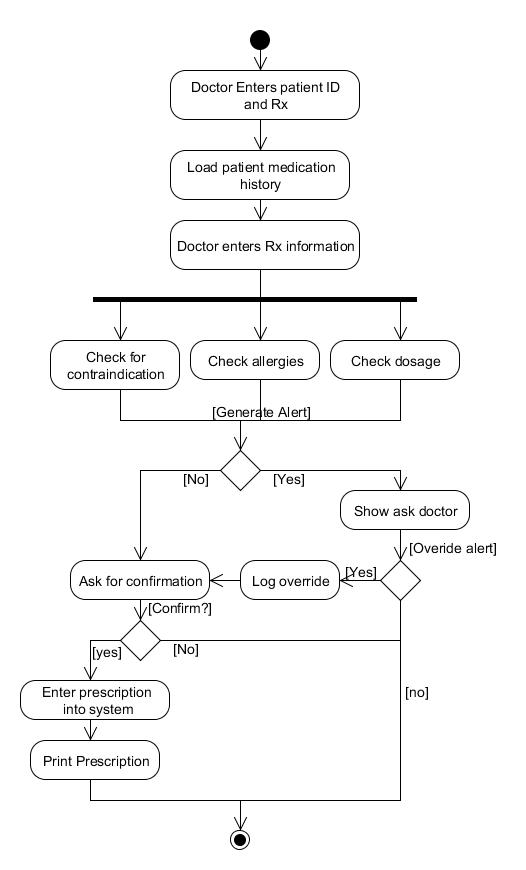 Doctor Enters patient ID
and Rx
Load patient medication
history
Doctor enters Rx information
Check for
contraindication
Check allergies
Check dosage
[Generate Alert]
[No]
[Yes]
Show ask doctor
[Overide alert]
Ask for confirmation
Log override
[Yes]
[Confirm?]
[yes]
[No]
Enter prescription
into system
[no]
Print Prescription